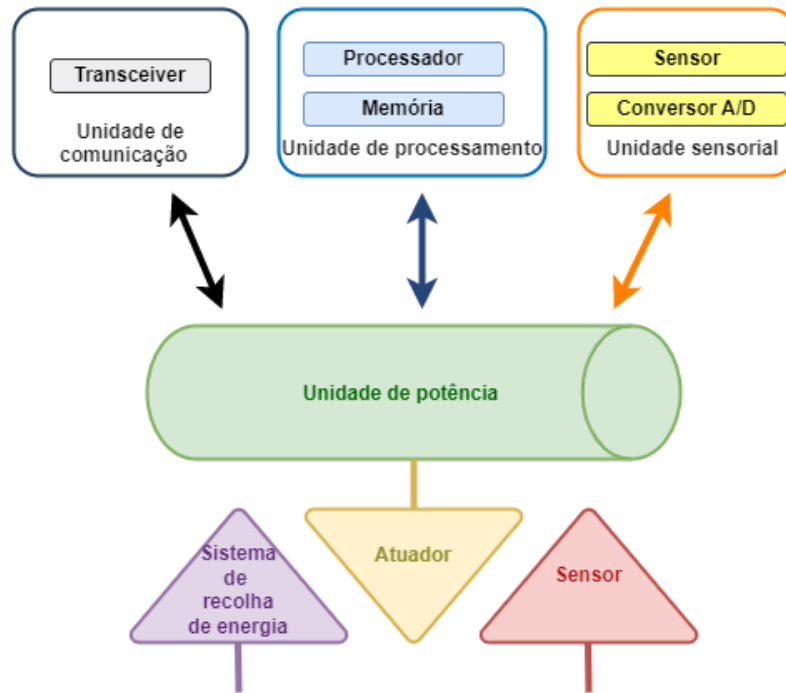 Transceiver
Unidade de
comunicação
Processador
Memória
Unidade de processamento
Sensor
Conversor A/D
Unidade sensorial
Unidade de potência
Sistema
de
recolha
de energia
Atuador
Sensor